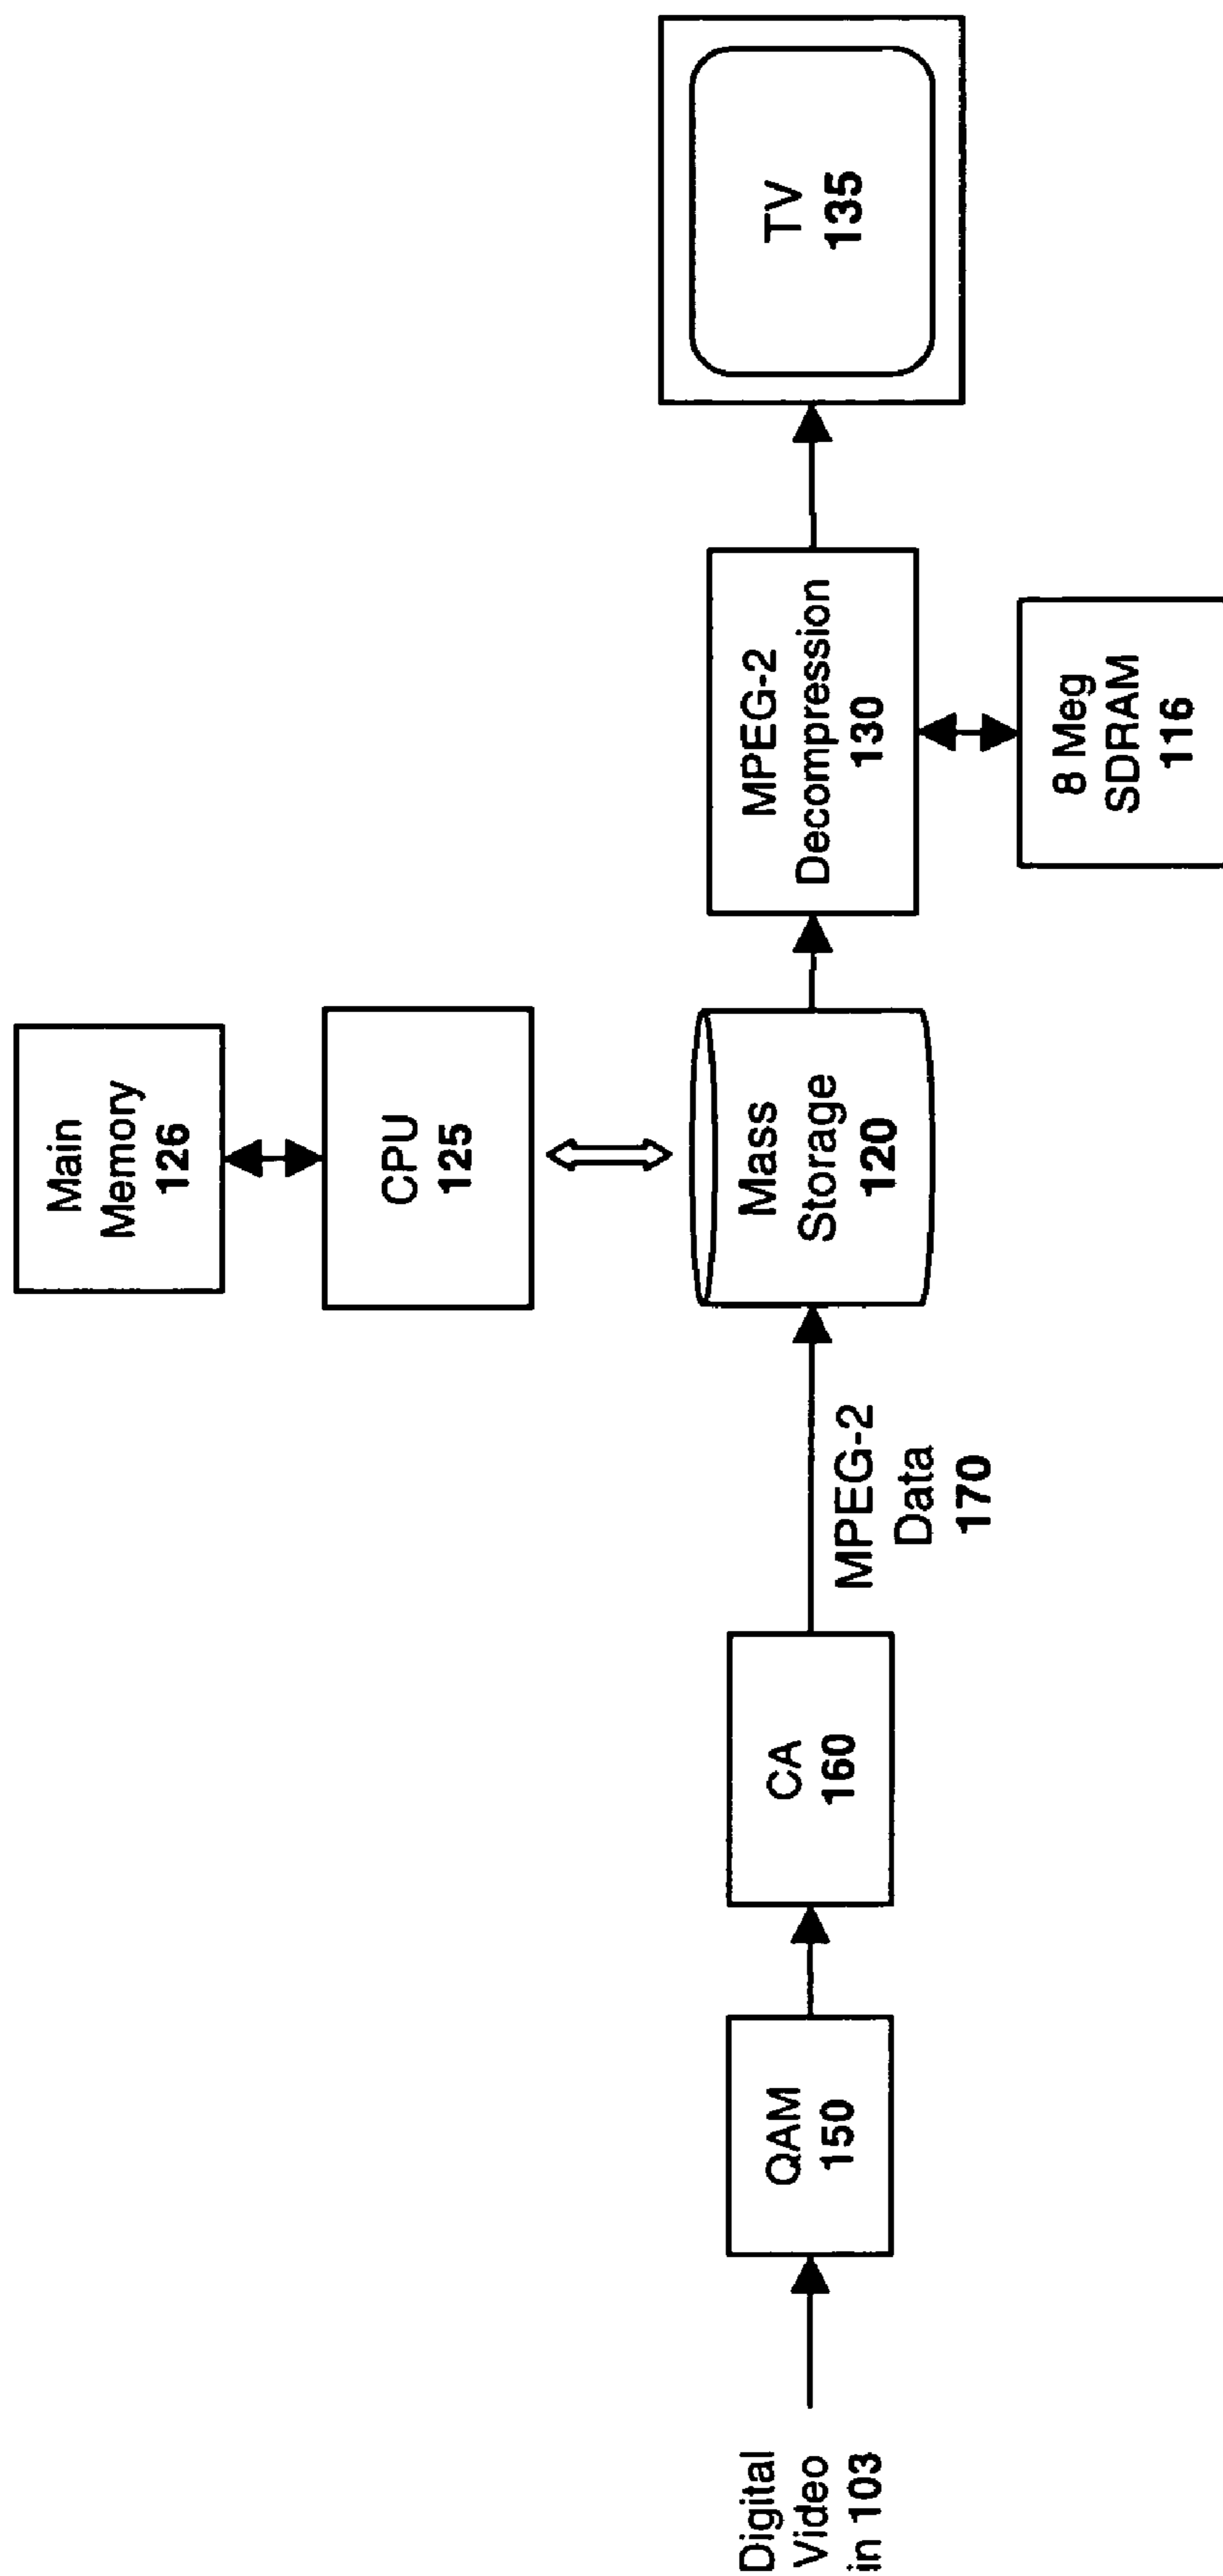 Main
Memory
126
CPU
125
Digital
Video
in 103
QAM
150
CA
160
MPEG-2
Data
170
Mass
Storage
120
MPEG-2
Decompression
130
TV
135
8 Meg
SDRAM
116